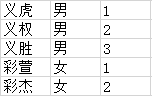 义虎 男 1
义权 男 2
义胜 男 3
彩萱 女 1
彩杰 女 2